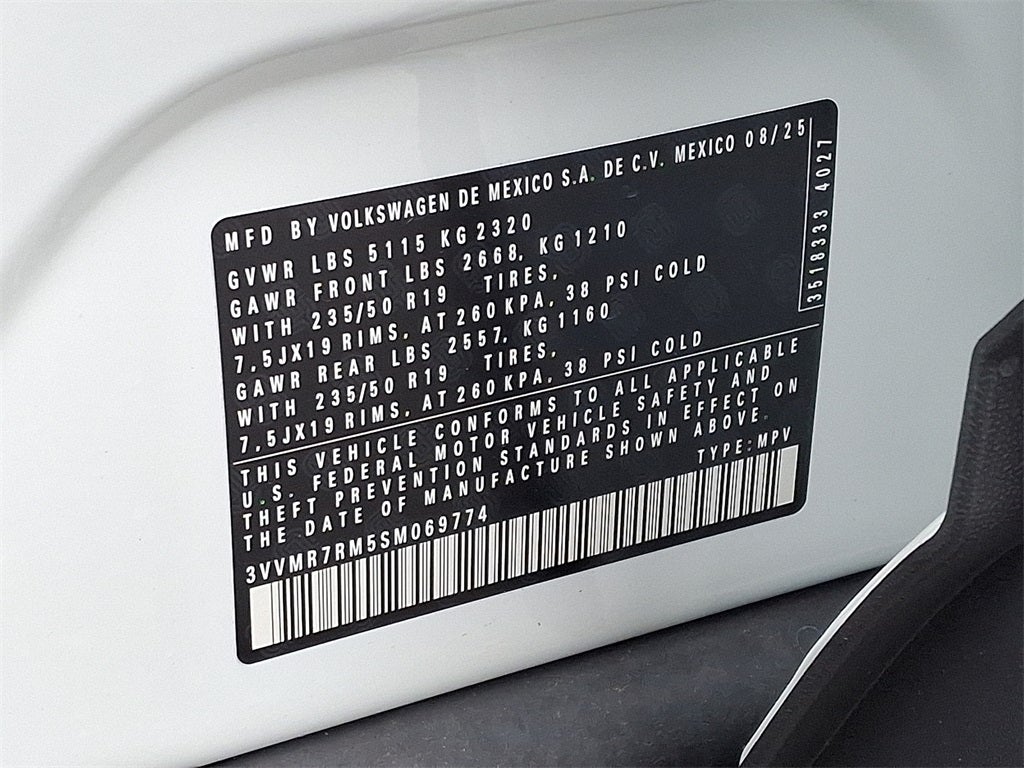 MFD BY VOLKSWAGEN DE MEXICO S.A. DE C.V. MEXICO 08/25
GVWR LBS 5115 KG 2320
GAWR FRONT LBS 2668, KG 1210
WITH 235/50 R19 TIRES,
7,5JX19 RIMS, AT 260 KPA, 38 PSI COLD
GAWR REAR LBS 2557, KG 1160
WITH 235/50 R19 TIRES,
7,5JX19 RIMS, AT 260 KPA, 38 PSI COLD
3518333 4027
THIS VEHICLE CONFORMS TO ALL APPLICABLE
U.S. FEDERAL MOTOR VEHICLE SAFETY AND
THEFT PREVENTION STANDARDS IN EFFECT ON
THE DATE OF MANUFACTURE SHOWN ABOVE.
TYPE: MPV
3VVMR7RM5SM069774